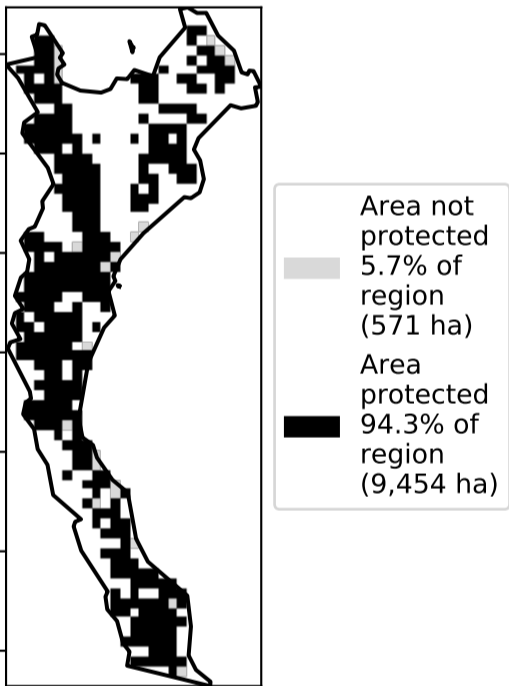 Area not
protected
5.7% of
region
(571 ha)
Area
protected
94.3% of
region
(9,454 ha)